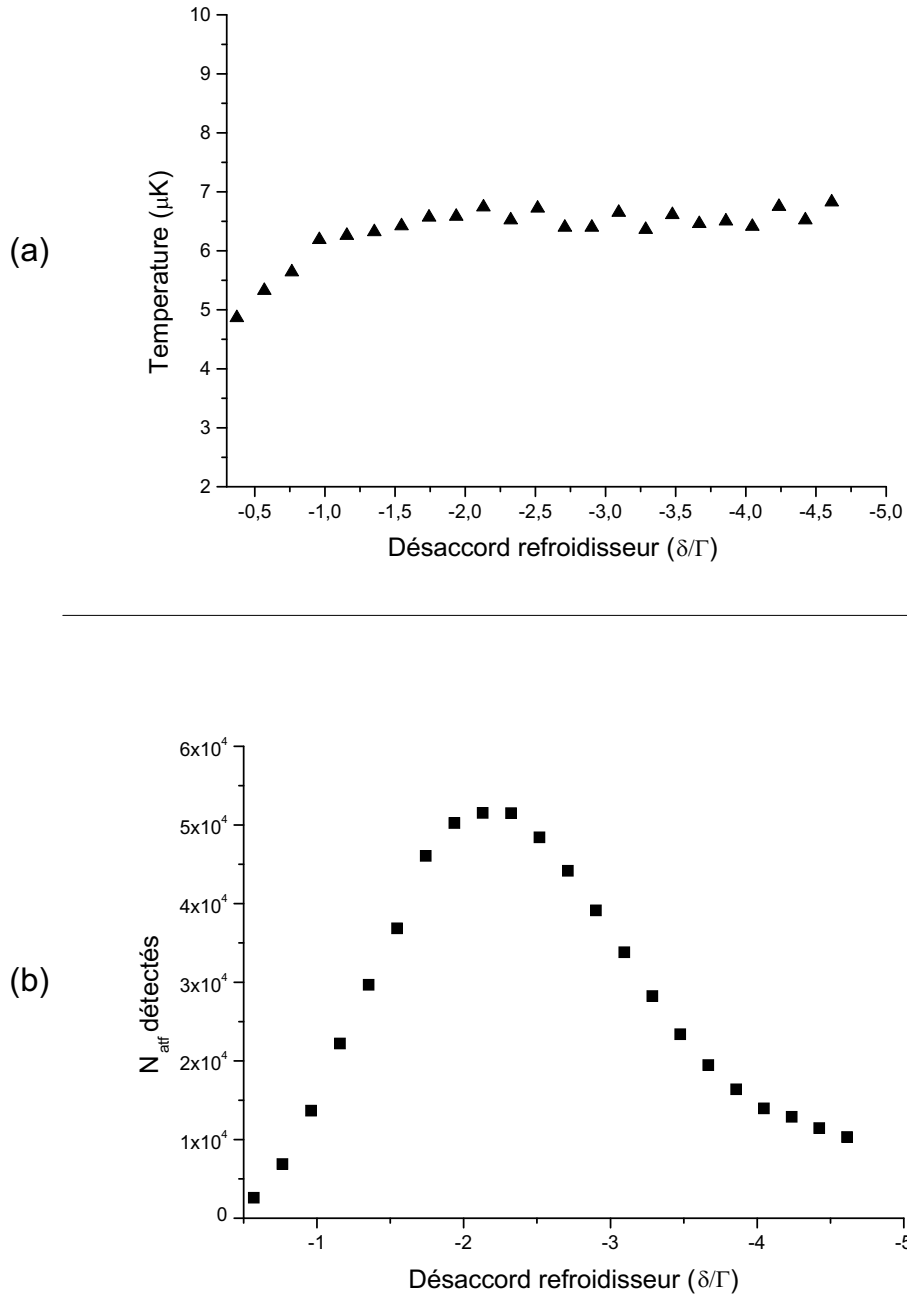 (a)
Temperature (μK)
10
9
8
7
6
5
4
3
2
-0,5 -1,0 -1,5 -2,0 -2,5 -3,0 -3,5 -4,0 -4,5 -5,0
Désaccord refroidisseur (δ/Γ)
(b)
N_atf détectés
6x10^4
5x10^4
4x10^4
3x10^4
2x10^4
1x10^4
0
-1 -2 -3 -4 -5
Désaccord refroidisseur (δ/Γ)